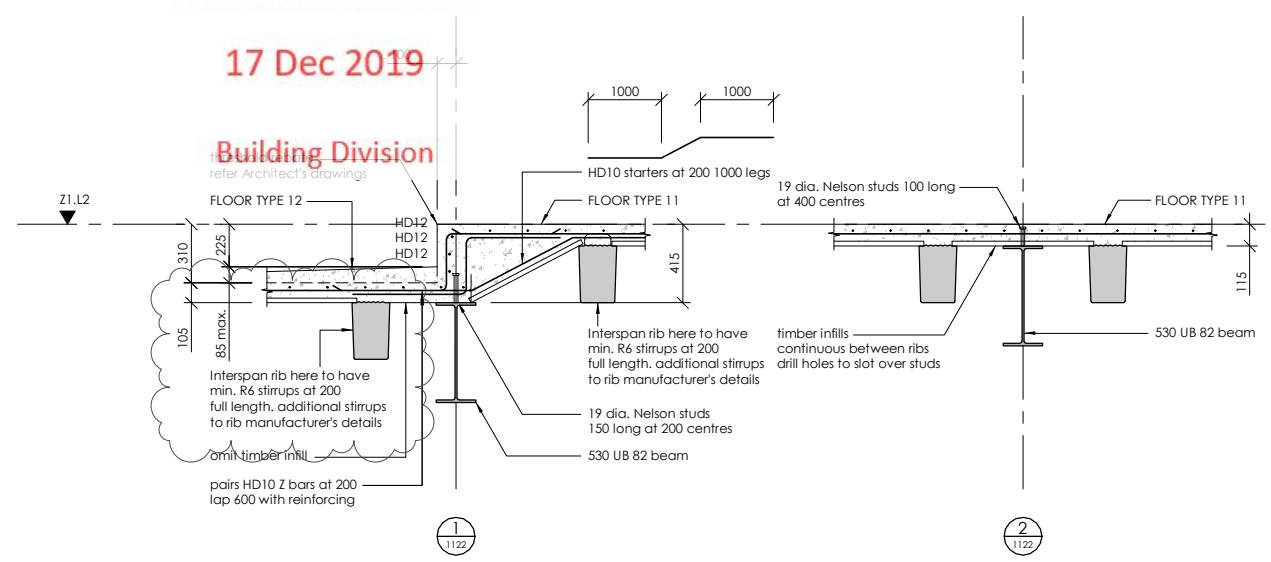 17 Dec 2019
Building Division
refer Architect's drawings
Z1.L2
FLOOR TYPE 12
310
225
105
85 max.
HD12
HD12
HD12
1000
1000
HD10 starters at 200 1000 legs
FLOOR TYPE 11
415
Interspan rib here to have
min. R6 stirrups at 200
full length. additional stirrups
to rib manufacturer's details
omit timber infill
pairs HD10 Z bars at 200
lap 600 with reinforcing
Interspan rib here to have
min. R6 stirrups at 200
full length. additional stirrups
to rib manufacturer's details
19 dia. Nelson studs
150 long at 200 centres
530 UB 82 beam
1
1122
19 dia. Nelson studs 100 long
at 400 centres
FLOOR TYPE 11
115
timber infills
continuous between ribs
drill holes to slot over studs
530 UB 82 beam
2
1122